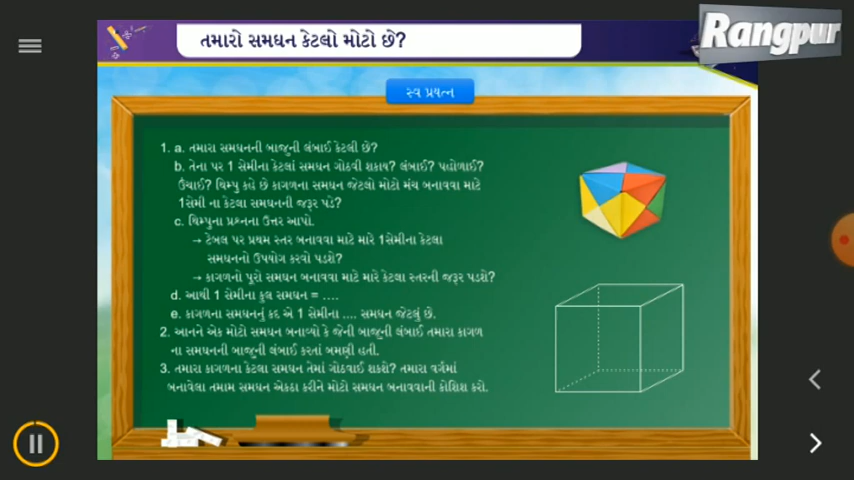 તમારો સમઘન કેટલો મોટો છે?
Rangpur
સ્વ પ્રયત્ન
1. a. તમારા સમઘનની બાજુની લંબાઈ કેટલી છે?
b. તેના પર 1 સેમીના કેટલાં સમઘન ગોઠવી શકાય? લંબાઈ? પહોળાઈ?
ઉંચાઈ? થિમ્પુ કહે છે કાગળના સમઘન જેટલો મોટો મંચ બનાવવા માટે
1સેમી ના કેટલા સમઘનની જરૂર પડે?
c. થિમ્પુના પ્રશ્નના ઉત્તર આપો.
→ ટેબલ પર પ્રથમ સ્તર બનાવવા માટે મારે 1સેમીના કેટલા
સમઘનનો ઉપયોગ કરવો પડશે?
→ કાગળનો પૂરો સમઘન બનાવવા માટે મારે કેટલા સ્તરની જરૂર પડશે?
d. આથી 1 સેમીના કુલ સમઘન = ....
e. કાગળના સમઘનનું કદ એ 1 સેમીના .... સમઘન જેટલું છે.
2. આનને એક મોટો સમઘન બનાવ્યો કે જેની બાજુની લંબાઈ તમારા કાગળ
ના સમઘનની બાજુની લંબાઈ કરતાં બમણી હતી.
3. તમારા કાગળના કેટલા સમઘન તેમાં ગોઠવાઈ શકશે? તમારા વર્ગમાં
બનાવેલા તમામ સમઘન એકઠા કરીને મોટો સમઘન બનાવવાની કોશિશ કરો.